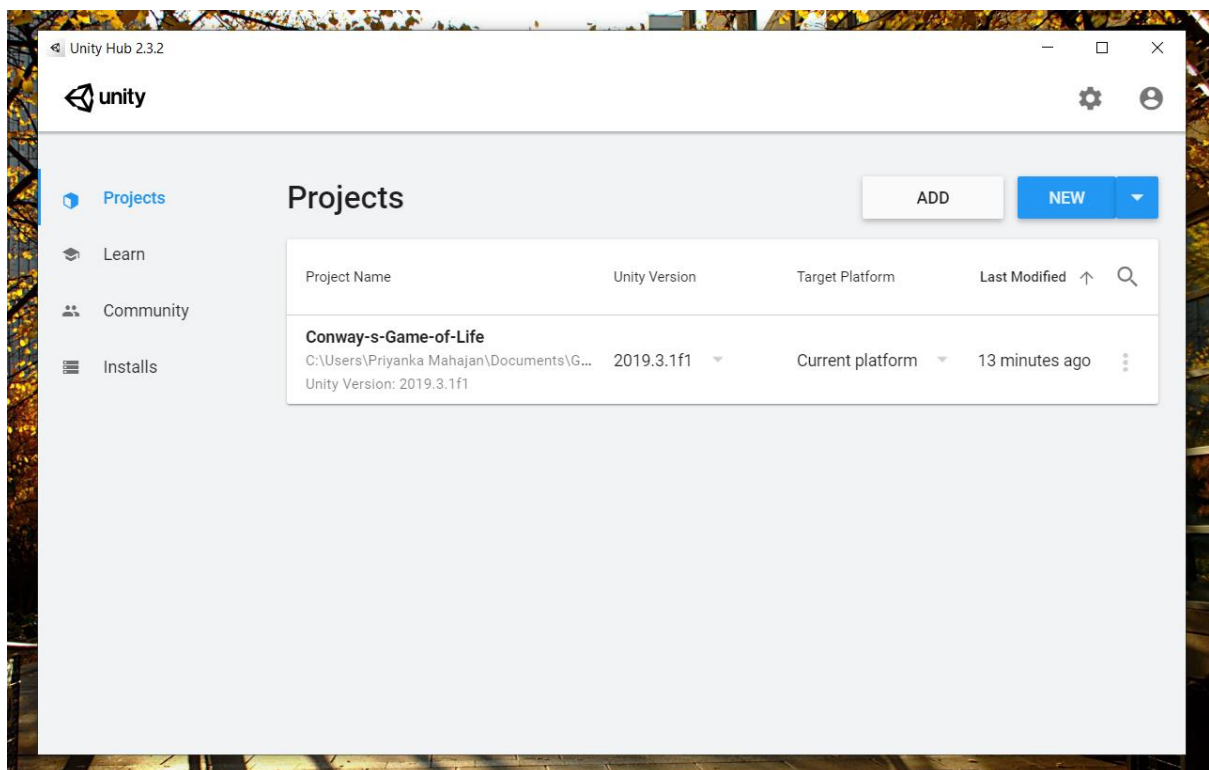 Unity Hub 2.3.2
unity
Projects
Learn
Community
Installs
Projects
ADD
NEW
Project Name Unity Version Target Platform Last Modified
Conway-s-Game-of-Life
C:\Users\Priyanka Mahajan\Documents\G...
Unity Version: 2019.3.1f1
2019.3.1f1 Current platform 13 minutes ago